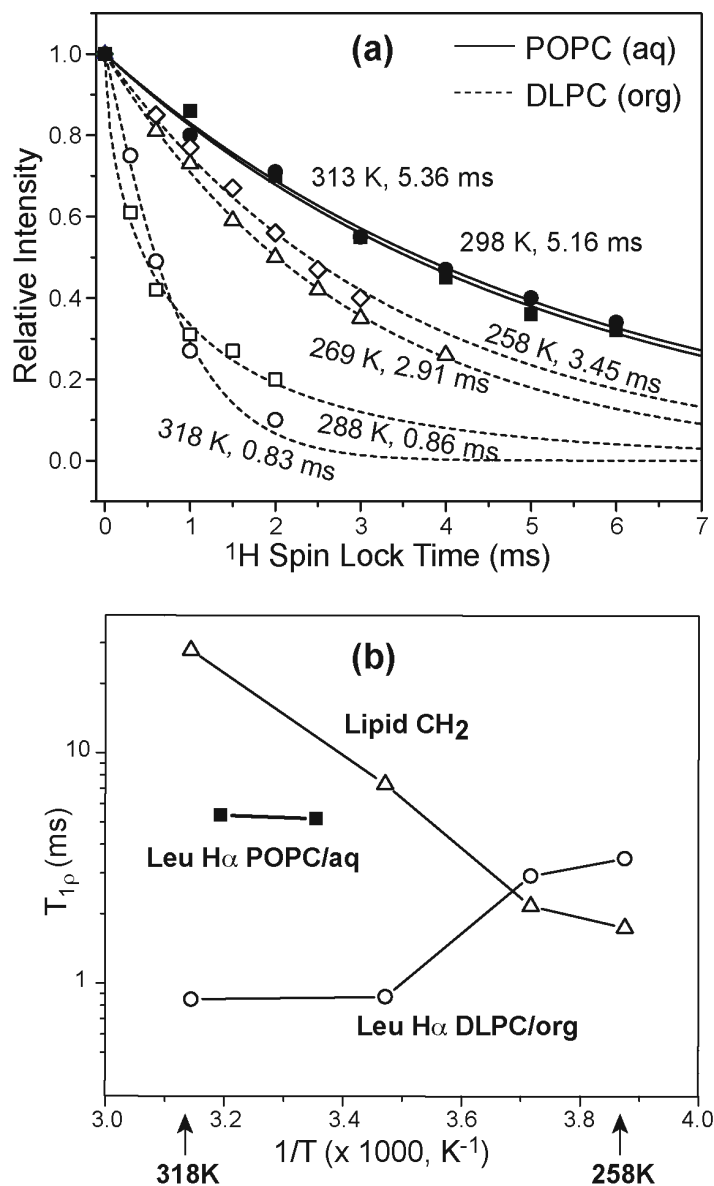 (a)
POPC (aq)
DLPC (org)
1.0
0.8
0.6
0.4
0.2
0.0
Relative Intensity
313 K, 5.36 ms
298 K, 5.16 ms
258 K, 3.45 ms
269 K, 2.91 ms
288 K, 0.86 ms
318 K, 0.83 ms
0 1 2 3 4 5 6 7
¹H Spin Lock Time (ms)
(b)
Lipid CH₂
10
Leu Hα POPC/aq
T₁ρ (ms)
1
Leu Hα DLPC/org
3.0 3.2 3.4 3.6 3.8 4.0
1/T (x 1000, K⁻¹)
318K 258K